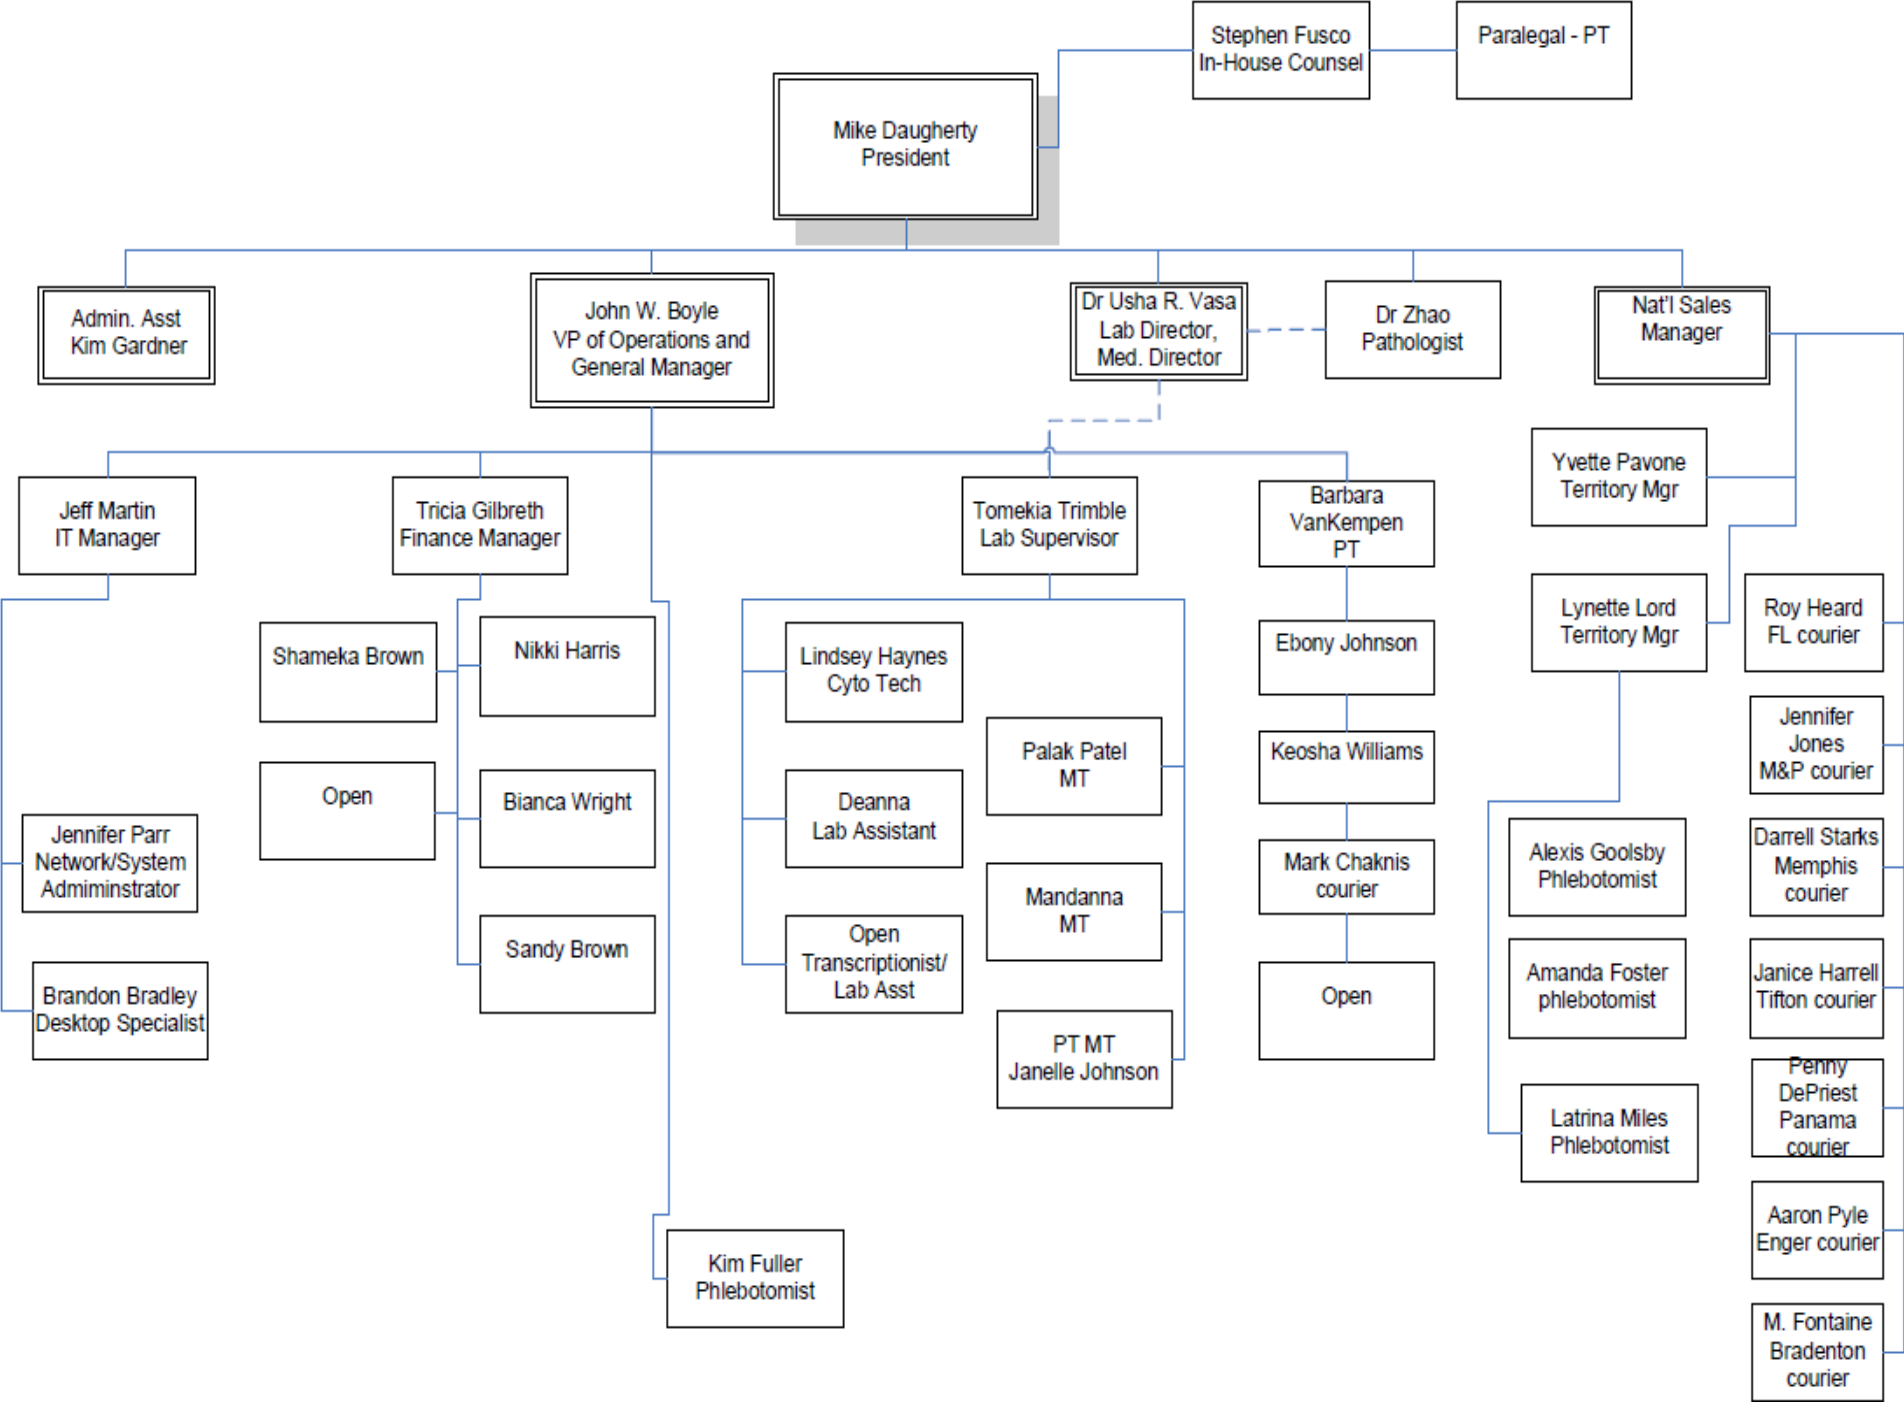 Stephen Fusco
In-House Counsel
Paralegal - PT
Mike Daugherty
President
Admin. Asst
Kim Gardner
John W. Boyle
VP of Operations and
General Manager
Dr Usha R. Vasa
Lab Director,
Med. Director
Dr Zhao
Pathologist
Nat'l Sales
Manager
Jeff Martin
IT Manager
Tricia Gilbreth
Finance Manager
Tomekia Trimble
Lab Supervisor
Barbara
VanKempen
PT
Yvette Pavone
Territory Mgr
Lynette Lord
Territory Mgr
Roy Heard
FL courier
Shameka Brown
Nikki Harris
Lindsey Haynes
Cyto Tech
Ebony Johnson
Jennifer
Jones
M&P courier
Palak Patel
MT
Keosha Williams
Open
Bianca Wright
Deanna
Lab Assistant
Jennifer Parr
Network/System
Admiminstrator
Mark Chaknis
courier
Alexis Goolsby
Phlebotomist
Darrell Starks
Memphis
courier
Mandanna
MT
Sandy Brown
Open
Transcriptionist/
Lab Asst
Brandon Bradley
Desktop Specialist
Open
Amanda Foster
phlebotomist
Janice Harrell
Tifton courier
PT MT
Janelle Johnson
Penny
DePriest
Panama
courier
Latrina Miles
Phlebotomist
Aaron Pyle
Enger courier
Kim Fuller
Phlebotomist
M. Fontaine
Bradenton
courier